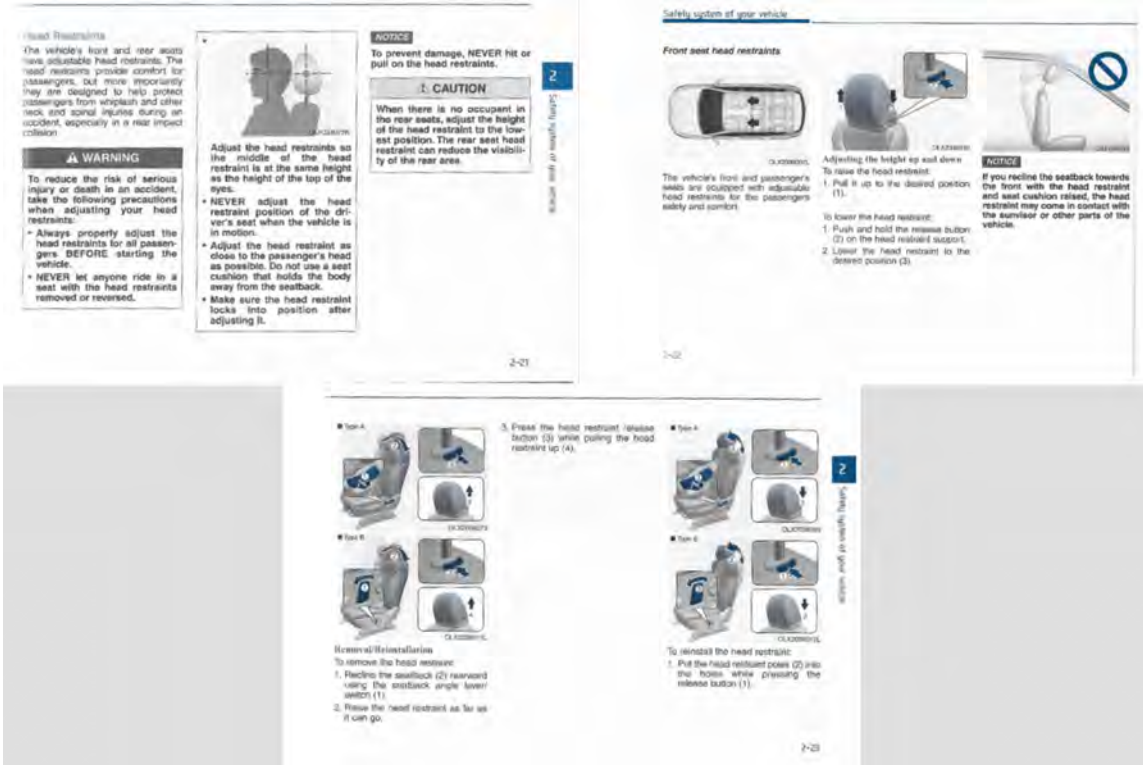 Head Restraints
The vehicle's front and rear seats
have adjustable head restraints. The
head restraints provide comfort for
passengers, but more importantly
they are designed to help protect
passengers from whiplash and other
neck and spinal injuries during an
accident, especially in a rear impact
collision.
WARNING
To reduce the risk of serious
injury or death in an accident,
take the following precautions
when adjusting your head
restraints:
• Always properly adjust the
head restraints for all passen-
gers BEFORE starting the
vehicle.
• NEVER let anyone ride in a
seat with the head restraints
removed or reversed.
•
Adjust the head restraints so
the middle of the head
restraint is at the same height
as the height of the top of the
eyes.
• NEVER adjust the head
restraint position of the dri-
ver's seat when the vehicle is
in motion.
• Adjust the head restraint as
close to the passenger's head
as possible. Do not use a seat
cushion that holds the body
away from the seatback.
• Make sure the head restraint
locks into position after
adjusting it.
NOTICE
To prevent damage, NEVER hit or
pull on the head restraints.
CAUTION
When there is no occupant in
the rear seats, adjust the height
of the head restraint to the low-
est position. The rear seat head
restraint can reduce the visibili-
ty of the rear area.
2
Safety system of your vehicle
2-21
Safety system of your vehicle
Front seat head restraints
The vehicle's front and passenger's
seats are equipped with adjustable
head restraints for the passengers
safety and comfort.
Adjusting the height up and down
To raise the head restraint:
1. Pull it up to the desired position
(1).
To lower the head restraint:
1. Push and hold the release button
(2) on the head restraint support.
2. Lower the head restraint to the
desired position (3).
NOTICE
If you recline the seatback towards
the front with the head restraint
and seat cushion raised, the head
restraint may come in contact with
the sunvisor or other parts of the
vehicle.
2-22
■ Type A
■ Type B
Removal/Reinstallation
To remove the head restraint:
1. Recline the seatback (2) rearward
using the seatback angle lever/
switch (1).
2. Raise the head restraint as far as
it can go.
3. Press the head restraint release
button (3) while pulling the head
restraint up (4).
■ Type A
■ Type B
To reinstall the head restraint:
1. Put the head restraint poles (2) into
the holes while pressing the
release button (1).
2
Safety system of your vehicle
2-23